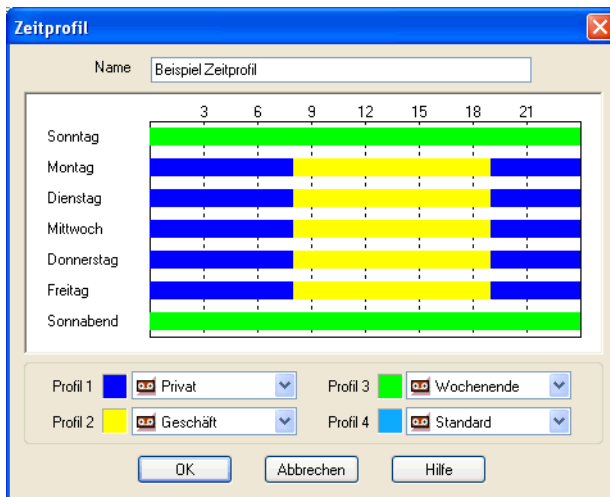 Zeitprofil
Name Beispiel Zeitprofil
3 6 9 12 15 18 21
Sonntag
Montag
Dienstag
Mittwoch
Donnerstag
Freitag
Sonnabend
Profil 1 Privat Profil 3 Wochenende
Profil 2 Geschäft Profil 4 Standard
OK Abbrechen Hilfe